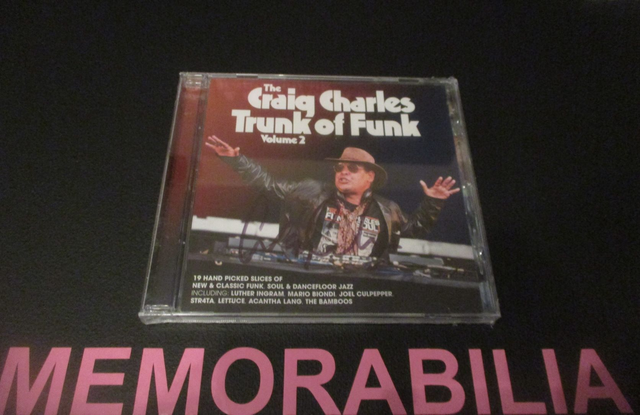 The
Craig Charles
Trunk of Funk
Volume 2
19 HAND PICKED SLICES OF
NEW & CLASSIC FUNK, SOUL & DANCEFLOOR JAZZ
INCLUDING: LUTHER INGRAM, MARIO BIONDI, JOEL CULPEPPER,
STR4TA, LETTUCE, ACANTHA LANG, THE BAMBOOS
MEMORABILIA